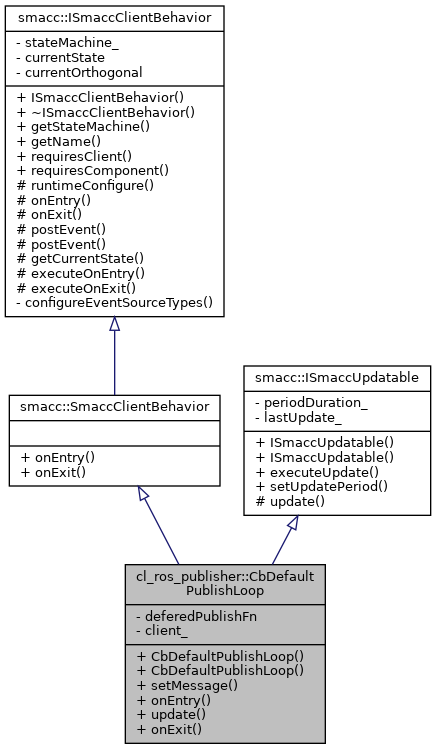 smacc::ISmaccClientBehavior
- stateMachine_
- currentState
- currentOrthogonal
+ ISmaccClientBehavior()
+ ~ISmaccClientBehavior()
+ getStateMachine()
+ getName()
+ requiresClient()
+ requiresComponent()
# runtimeConfigure()
# onEntry()
# onExit()
# postEvent()
# postEvent()
# getCurrentState()
# executeOnEntry()
# executeOnExit()
- configureEventSourceTypes()
smacc::SmaccClientBehavior
+ onEntry()
+ onExit()
smacc::ISmaccUpdatable
- periodDuration_
- lastUpdate_
+ ISmaccUpdatable()
+ ISmaccUpdatable()
+ executeUpdate()
+ setUpdatePeriod()
# update()
cl_ros_publisher::CbDefault
PublishLoop
- deferedPublishFn
- client_
+ CbDefaultPublishLoop()
+ CbDefaultPublishLoop()
+ setMessage()
+ onEntry()
+ update()
+ onExit()